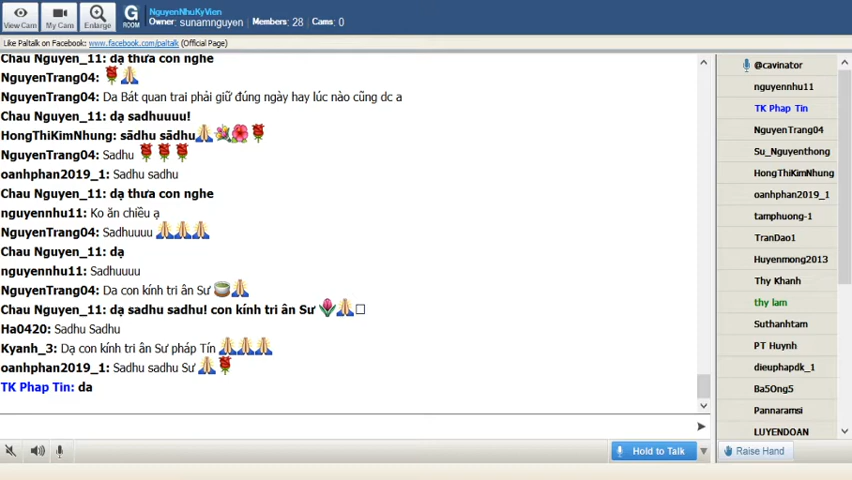 NguyenNhuKyVien
Owner: sunamnguyen Members: 28 Cams: 0
View Cam My Cam Enlarge G ROOM
Like Paltalk on Facebook: www.facebook.com/paltalk (Official Page)
Chau Nguyen_11: dạ thưa con nghe
NguyenTrang04:
NguyenTrang04: Da Bát quan trai phải giữ đúng ngày hay lúc nào cũng dc a
Chau Nguyen_11: dạ sadhuuuu!
HongThiKimNhung: sādhu sādhu
NguyenTrang04: Sadhu
oanhphan2019_1: Sadhu sadhu
Chau Nguyen_11: dạ thưa con nghe
nguyennhu11: Ko ăn chiều ạ
NguyenTrang04: Sadhuuuu
Chau Nguyen_11: dạ
nguyennhu11: Sadhuuuu
NguyenTrang04: Da con kính tri ân Sư
Chau Nguyen_11: dạ sadhu sadhu! con kính tri ân Sư
Ha0420: Sadhu Sadhu
Kyanh_3: Dạ con kính tri ân Sư pháp Tín
oanhphan2019_1: Sadhu sadhu Sư
TK Phap Tin: da
@cavinator
nguyennhu11
TK Phap Tin
NguyenTrang04
Su_Nguyenthong
HongThiKimNhung
oanhphan2019_1
tamphuong-1
TranDao1
Huyenmong2013
Thy Khanh
thy lam
Suthanhtam
PT Huynh
dieuphapdk_1
Ba5Ong5
Pannaramsi
LUYENDOAN
Hold to Talk
Raise Hand